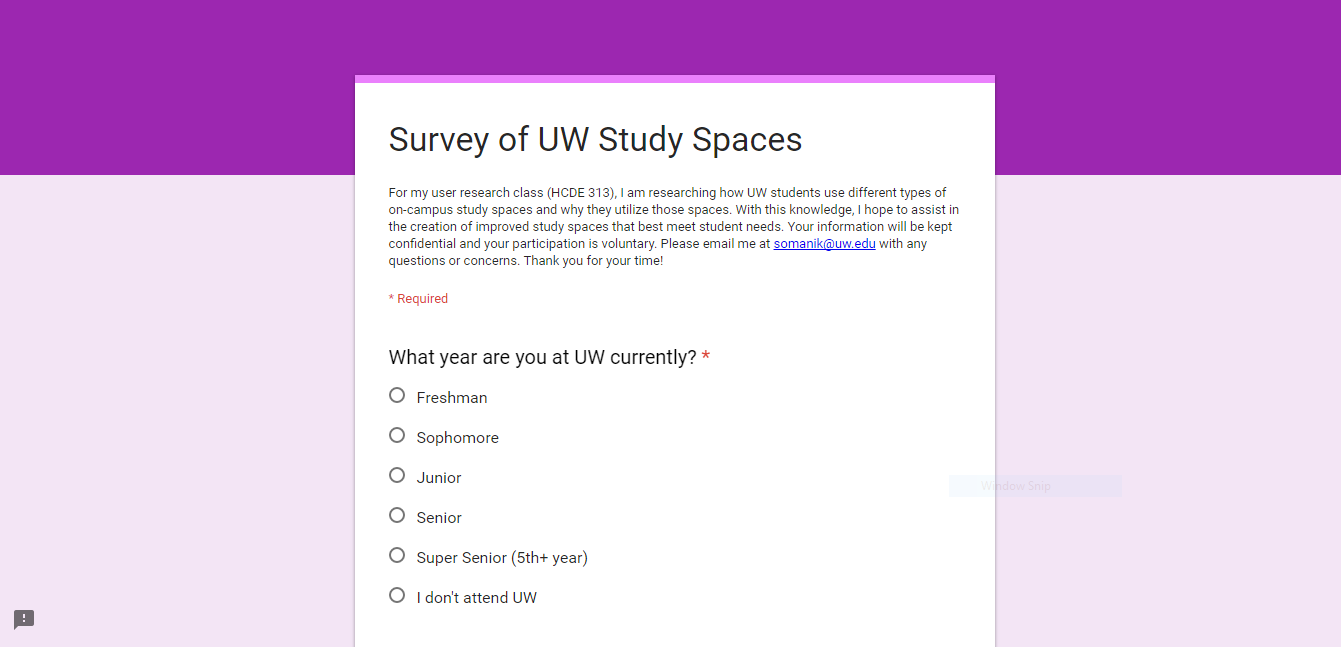 Survey of UW Study Spaces
For my user research class (HCDE 313), I am researching how UW students use different types of
on-campus study spaces and why they utilize those spaces. With this knowledge, I hope to assist in
the creation of improved study spaces that best meet student needs. Your information will be kept
confidential and your participation is voluntary. Please email me at somanik@uw.edu with any
questions or concerns. Thank you for your time!
* Required
What year are you at UW currently? *
Freshman
Sophomore
Junior
Window Snip
Senior
Super Senior (5th+ year)
I don't attend UW